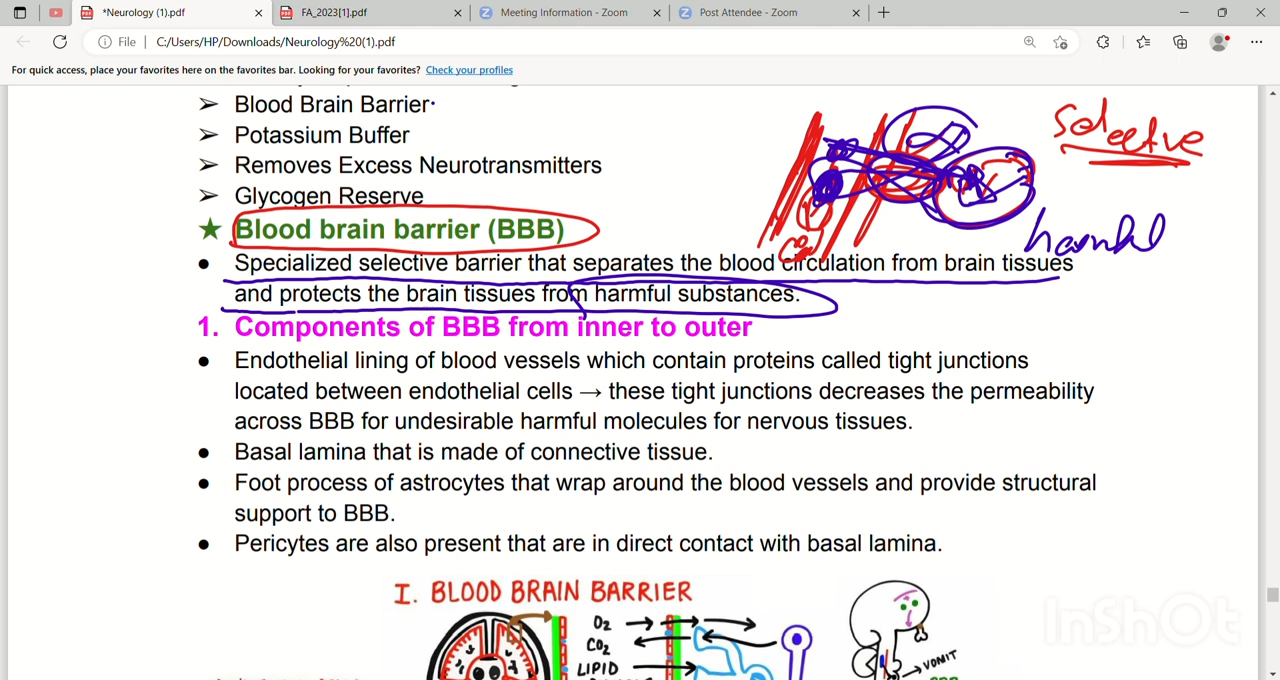 *Neurology (1).pdf
FA_2023[1].pdf
Meeting Information - Zoom
Post Attendee - Zoom
File
C:/Users/HP/Downloads/Neurology%20(1).pdf
For quick access, place your favorites here on the favorites bar. Looking for your favorites? Check your profiles
➢ Blood Brain Barrier
➢ Potassium Buffer
➢ Removes Excess Neurotransmitters
➢ Glycogen Reserve
Selective
★ Blood brain barrier (BBB)
harmful
● Specialized selective barrier that separates the blood circulation from brain tissues
and protects the brain tissues from harmful substances.
1. Components of BBB from inner to outer
● Endothelial lining of blood vessels which contain proteins called tight junctions
located between endothelial cells → these tight junctions decreases the permeability
across BBB for undesirable harmful molecules for nervous tissues.
● Basal lamina that is made of connective tissue.
● Foot process of astrocytes that wrap around the blood vessels and provide structural
support to BBB.
● Pericytes are also present that are in direct contact with basal lamina.
I. BLOOD BRAIN BARRIER
O₂
CO₂
LIPID
VOMIT
InShOt